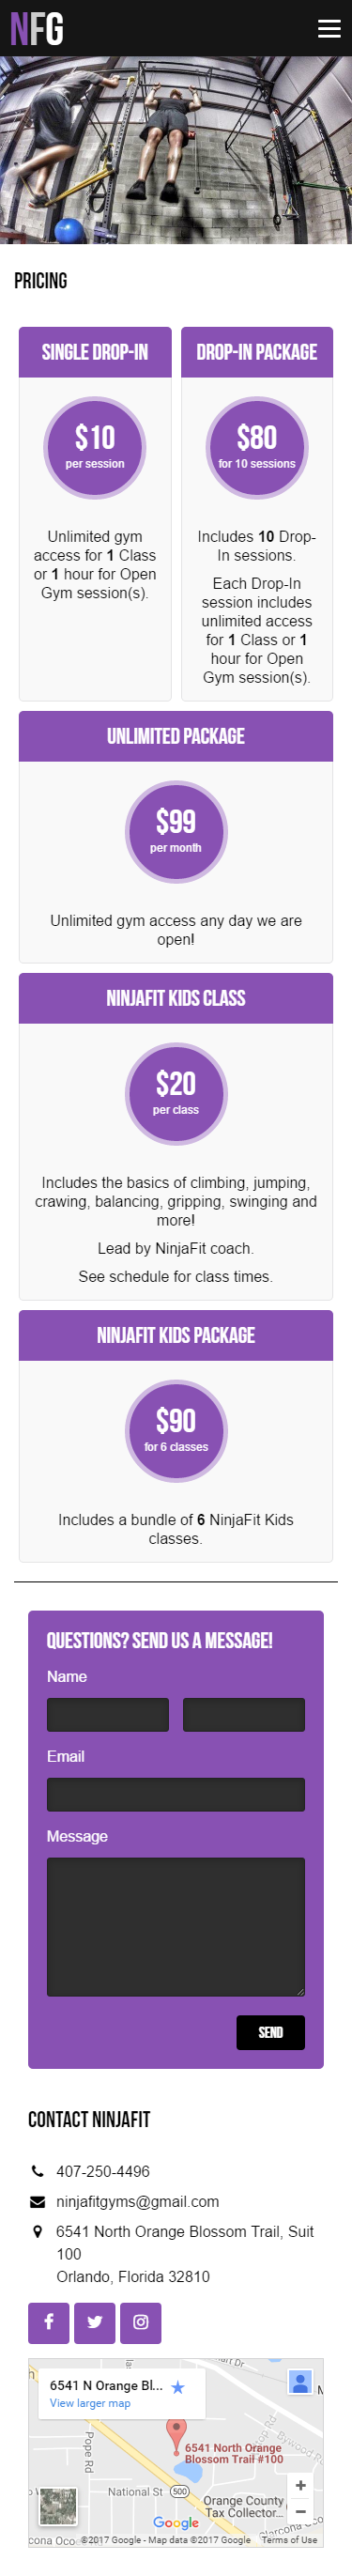 NFG
PRICING
SINGLE DROP-IN
$10
per session
Unlimited gym
access for 1 Class
or 1 hour for Open
Gym session(s).
DROP-IN PACKAGE
$80
for 10 sessions
Includes 10 Drop-
In sessions.
Each Drop-In
session includes
unlimited access
for 1 Class or 1
hour for Open
Gym session(s).
UNLIMITED PACKAGE
$99
per month
Unlimited gym access any day we are
open!
NINJAFIT KIDS CLASS
$20
per class
Includes the basics of climbing, jumping,
crawing, balancing, gripping, swinging and
more!
Lead by NinjaFit coach.
See schedule for class times.
NINJAFIT KIDS PACKAGE
$90
for 6 classes
Includes a bundle of 6 NinjaFit Kids
classes.
QUESTIONS? SEND US A MESSAGE!
Name
Email
Message
SEND
CONTACT NINJAFIT
407-250-4496
ninjafitgyms@gmail.com
6541 North Orange Blossom Trail, Suit
100
Orlando, Florida 32810
6541 N Orange Bl...
View larger map
Pope Rd
6541 North Orange
Blossom Trail #100
National St
500
Orange County
Tax Collector...
Google
©2017 Google - Map data ©2017 Google
Terms of Use